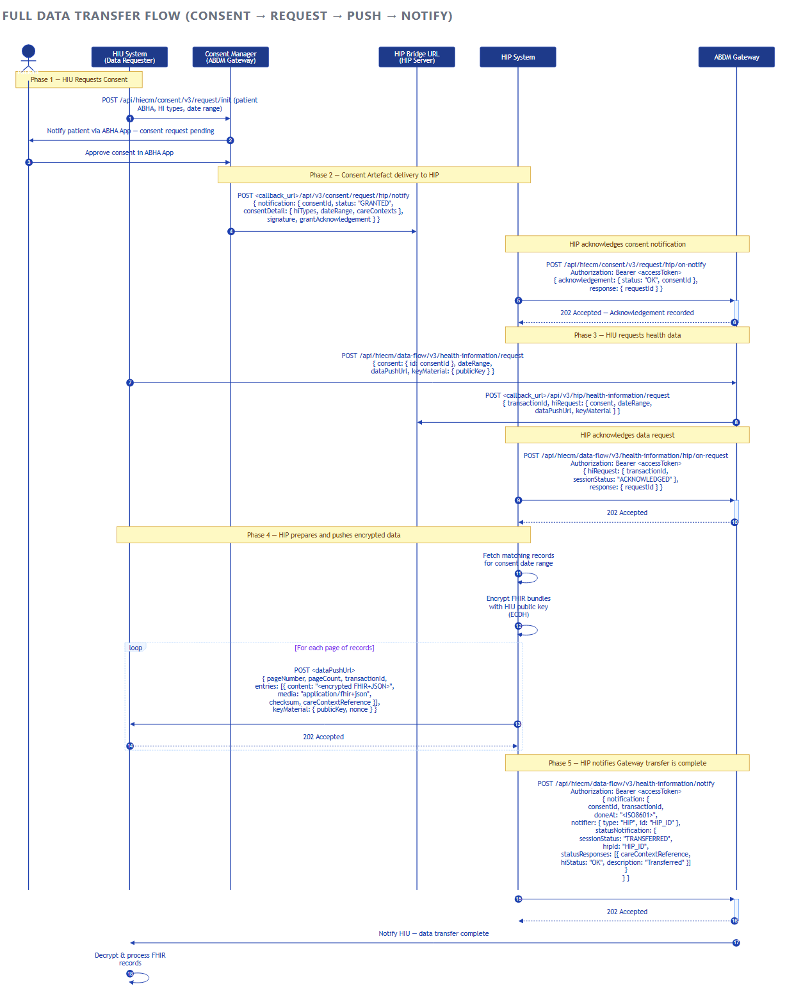 FULL DATA TRANSFER FLOW (CONSENT → REQUEST → PUSH → NOTIFY)
HIU System
(Data Requester)
Consent Manager
(ABDM Gateway)
HIP Bridge URL
(HIP Server)
HIP System
ABDM Gateway
Phase 1 — HIU Requests Consent
POST /api/hiecm/consent/v3/request/init (patient
ABHA, HI types, date range)
1
Notify patient via ABHA App — consent request pending
2
Approve consent in ABHA App
3
Phase 2 — Consent Artefact delivery to HIP
POST <callback_url>/api/v3/consent/request/hip/notify
{ notification: { consentId, status: "GRANTED",
consentDetail: { hiTypes, dateRange, careContexts },
signature, grantAcknowledgement } }
4
HIP acknowledges consent notification
POST /api/hiecm/consent/v3/request/hip/on-notify
Authorization: Bearer <accessToken>
{ acknowledgement: { status: "OK", consentId },
response: { requestId } }
5
202 Accepted — Acknowledgement recorded
6
Phase 3 — HIU requests health data
POST /api/hiecm/data-flow/v3/health-information/request
{ consent: { id: consentId }, dateRange,
dataPushUrl, keyMaterial: { publicKey } }
7
POST <callback_url>/api/v3/hip/health-information/request
{ transactionId, hiRequest: { consent, dateRange,
dataPushUrl, keyMaterial } }
8
HIP acknowledges data request
POST /api/hiecm/data-flow/v3/health-information/hip/on-request
Authorization: Bearer <accessToken>
{ hiRequest: { transactionId,
sessionStatus: "ACKNOWLEDGED" },
response: { requestId } }
9
202 Accepted
10
Phase 4 — HIP prepares and pushes encrypted data
Fetch matching records
for consent date range
11
Encrypt FHIR bundles
with HIU public key
(ECDH)
12
loop
[For each page of records]
POST <dataPushUrl>
{ pageNumber, pageCount, transactionId,
entries: [{ content: "<encrypted FHIR+JSON>",
media: "application/fhir+json",
checksum, careContextReference }],
keyMaterial: { publicKey, nonce } }
13
202 Accepted
14
Phase 5 — HIP notifies Gateway transfer is complete
POST /api/hiecm/data-flow/v3/health-information/notify
Authorization: Bearer <accessToken>
{ notification: {
consentId, transactionId,
doneAt: "<ISO8601>",
notifier: { type: "HIP", id: "HIP_ID" },
statusNotification: {
sessionStatus: "TRANSFERRED",
hipId: "HIP_ID",
statusResponses: [{ careContextReference,
hiStatus: "OK", description: "Transferred" }]
}
} }
15
202 Accepted
16
Notify HIU — data transfer complete
17
Decrypt & process FHIR
records
18